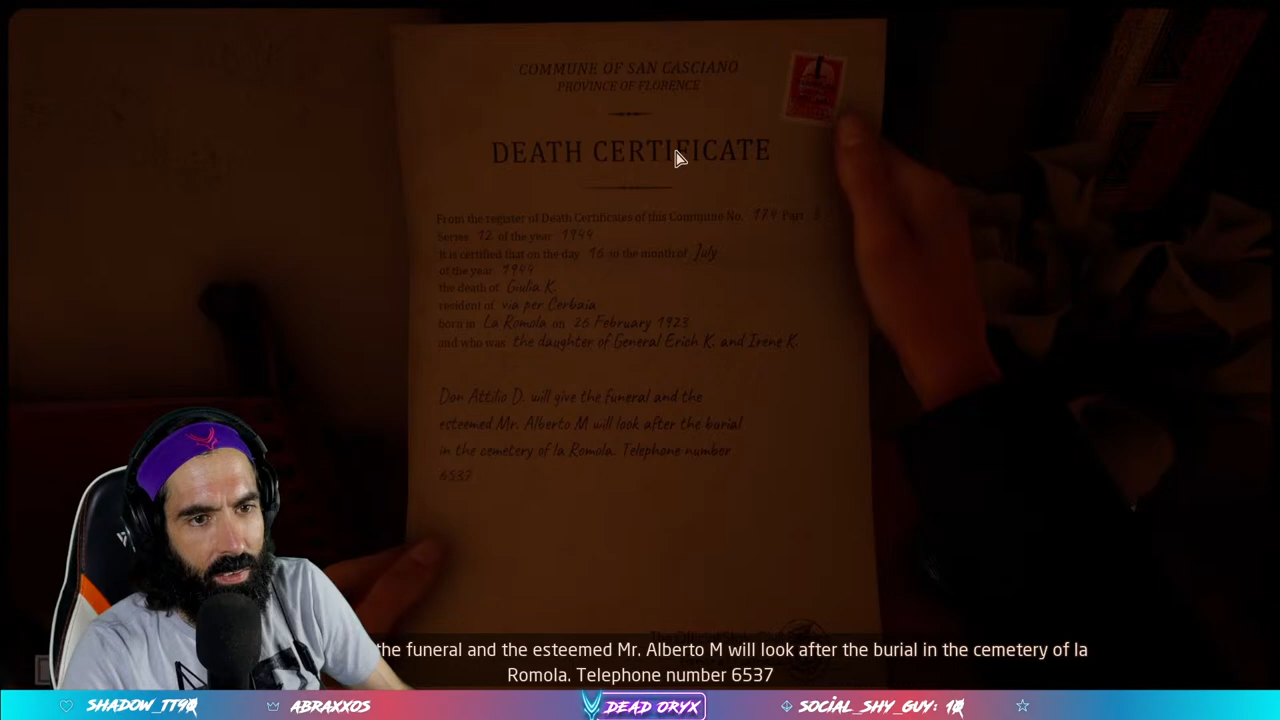 COMMUNE OF SAN CASCIANO
PROVINCE OF FLORENCE
DEATH CERTIFICATE
From the register of Death Certificates of this Commune No. 184 Part
Series 12 of the year 1944
It is certified that on the day 16 in the month of July
of the year 1944
the death of Giulia K.
resident of via per Cerbaia
born in La Romola on 26 February 1923
and who was the daughter of General Erich K. and Irene K.
Don Attilio D. will give the funeral and the
esteemed Mr. Alberto M will look after the burial
in the cemetery of la Romola. Telephone number
6537
the funeral and the esteemed Mr. Alberto M will look after the burial in the cemetery of la
Romola. Telephone number 6537
SHADOW_TT90
ABRAXXOS
DEAD ORYX
SOCIAL_SHY_GUY: 10